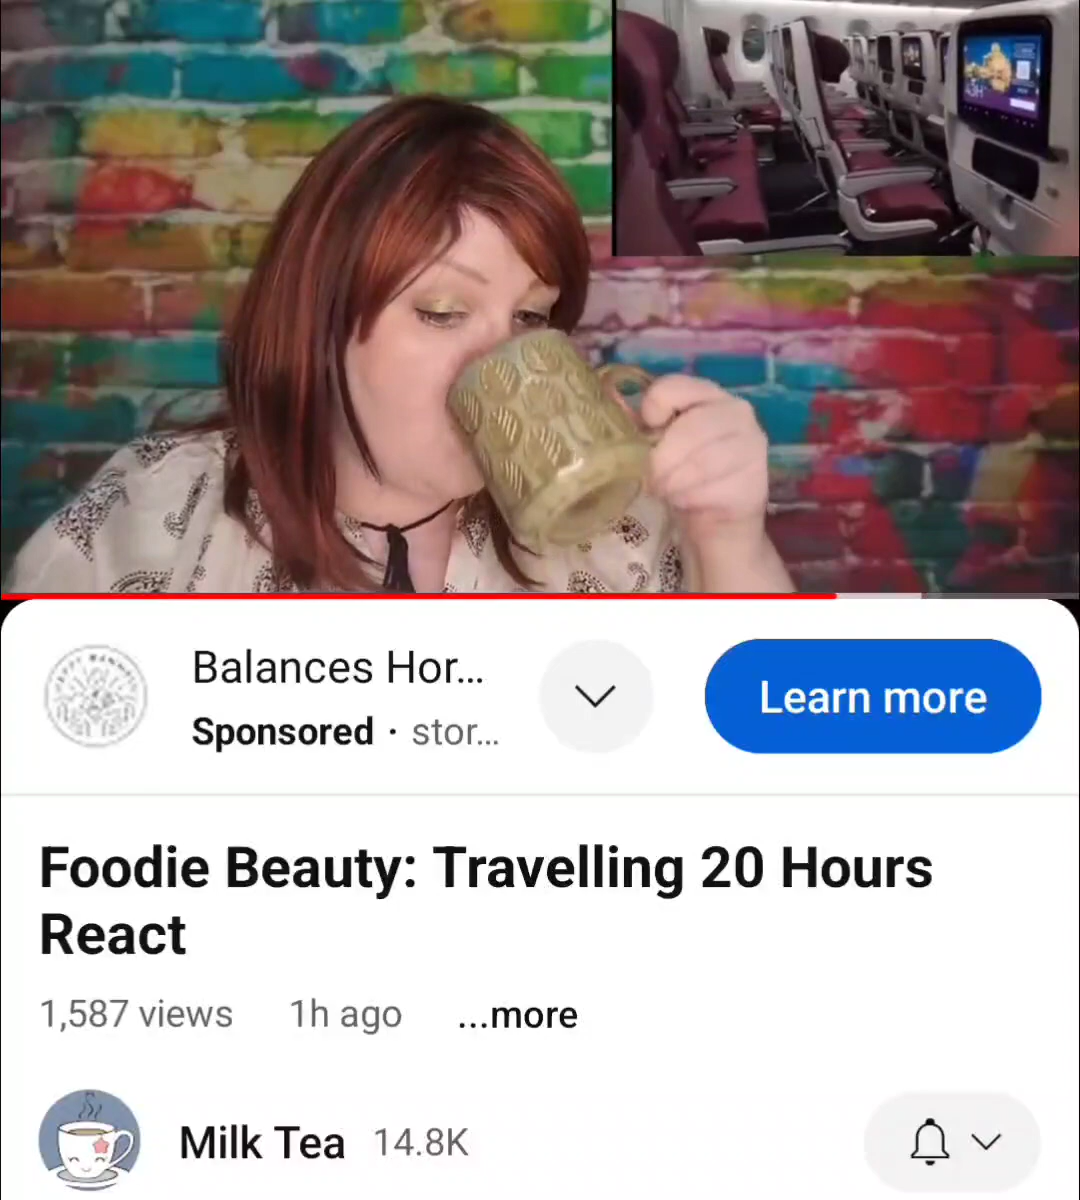 Balances Hor...
Sponsored · stor...
Learn more
Foodie Beauty: Travelling 20 Hours
React
1,587 views 1h ago ...more
Milk Tea 14.8K